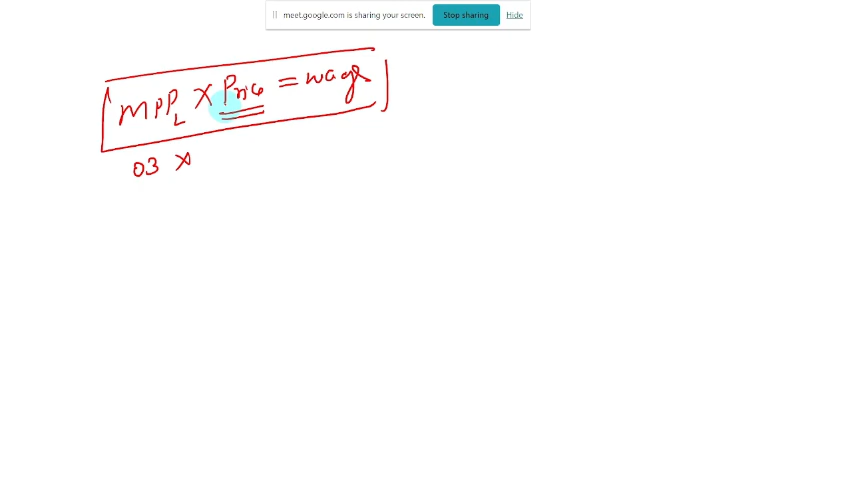 meet.google.com is sharing your screen. Stop sharing Hide
MPPL X Price = wage
03 X